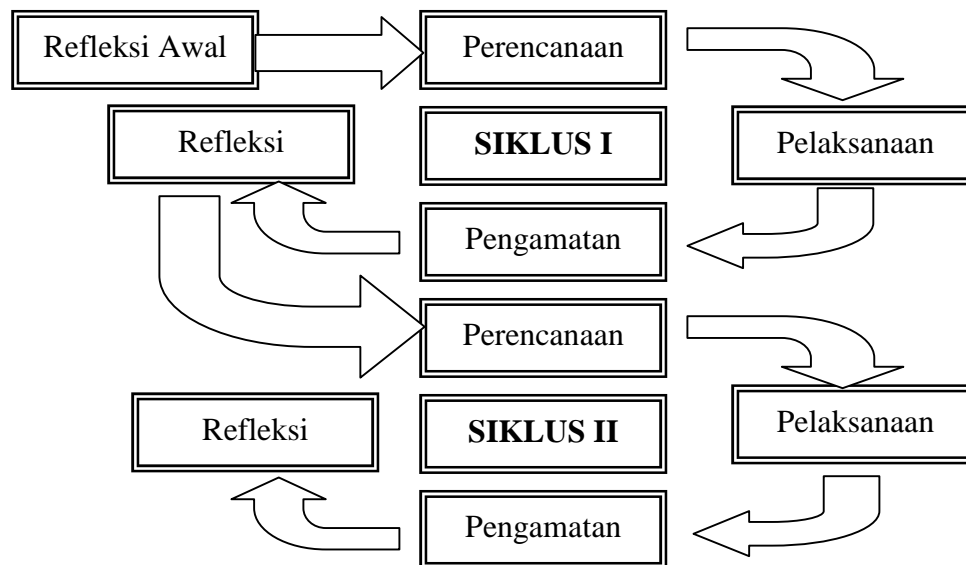 Refleksi Awal
Perencanaan
Refleksi
SIKLUS I
Pelaksanaan
Pengamatan
Perencanaan
Refleksi
SIKLUS II
Pelaksanaan
Pengamatan